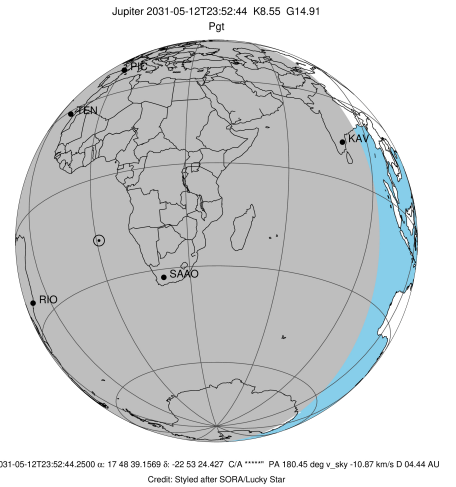 Jupiter 2031-05-12T23:52:44 K8.55 G14.91
Pgt
PIC
TEN
KAV
SAAO
RIO
031-05-12T23:52:44.2500 α: 17 48 39.1569 δ: -22 53 24.427 C/A *****" PA 180.45 deg v_sky -10.87 km/s D 04.44 AU
Credit: Styled after SORA/Lucky Star